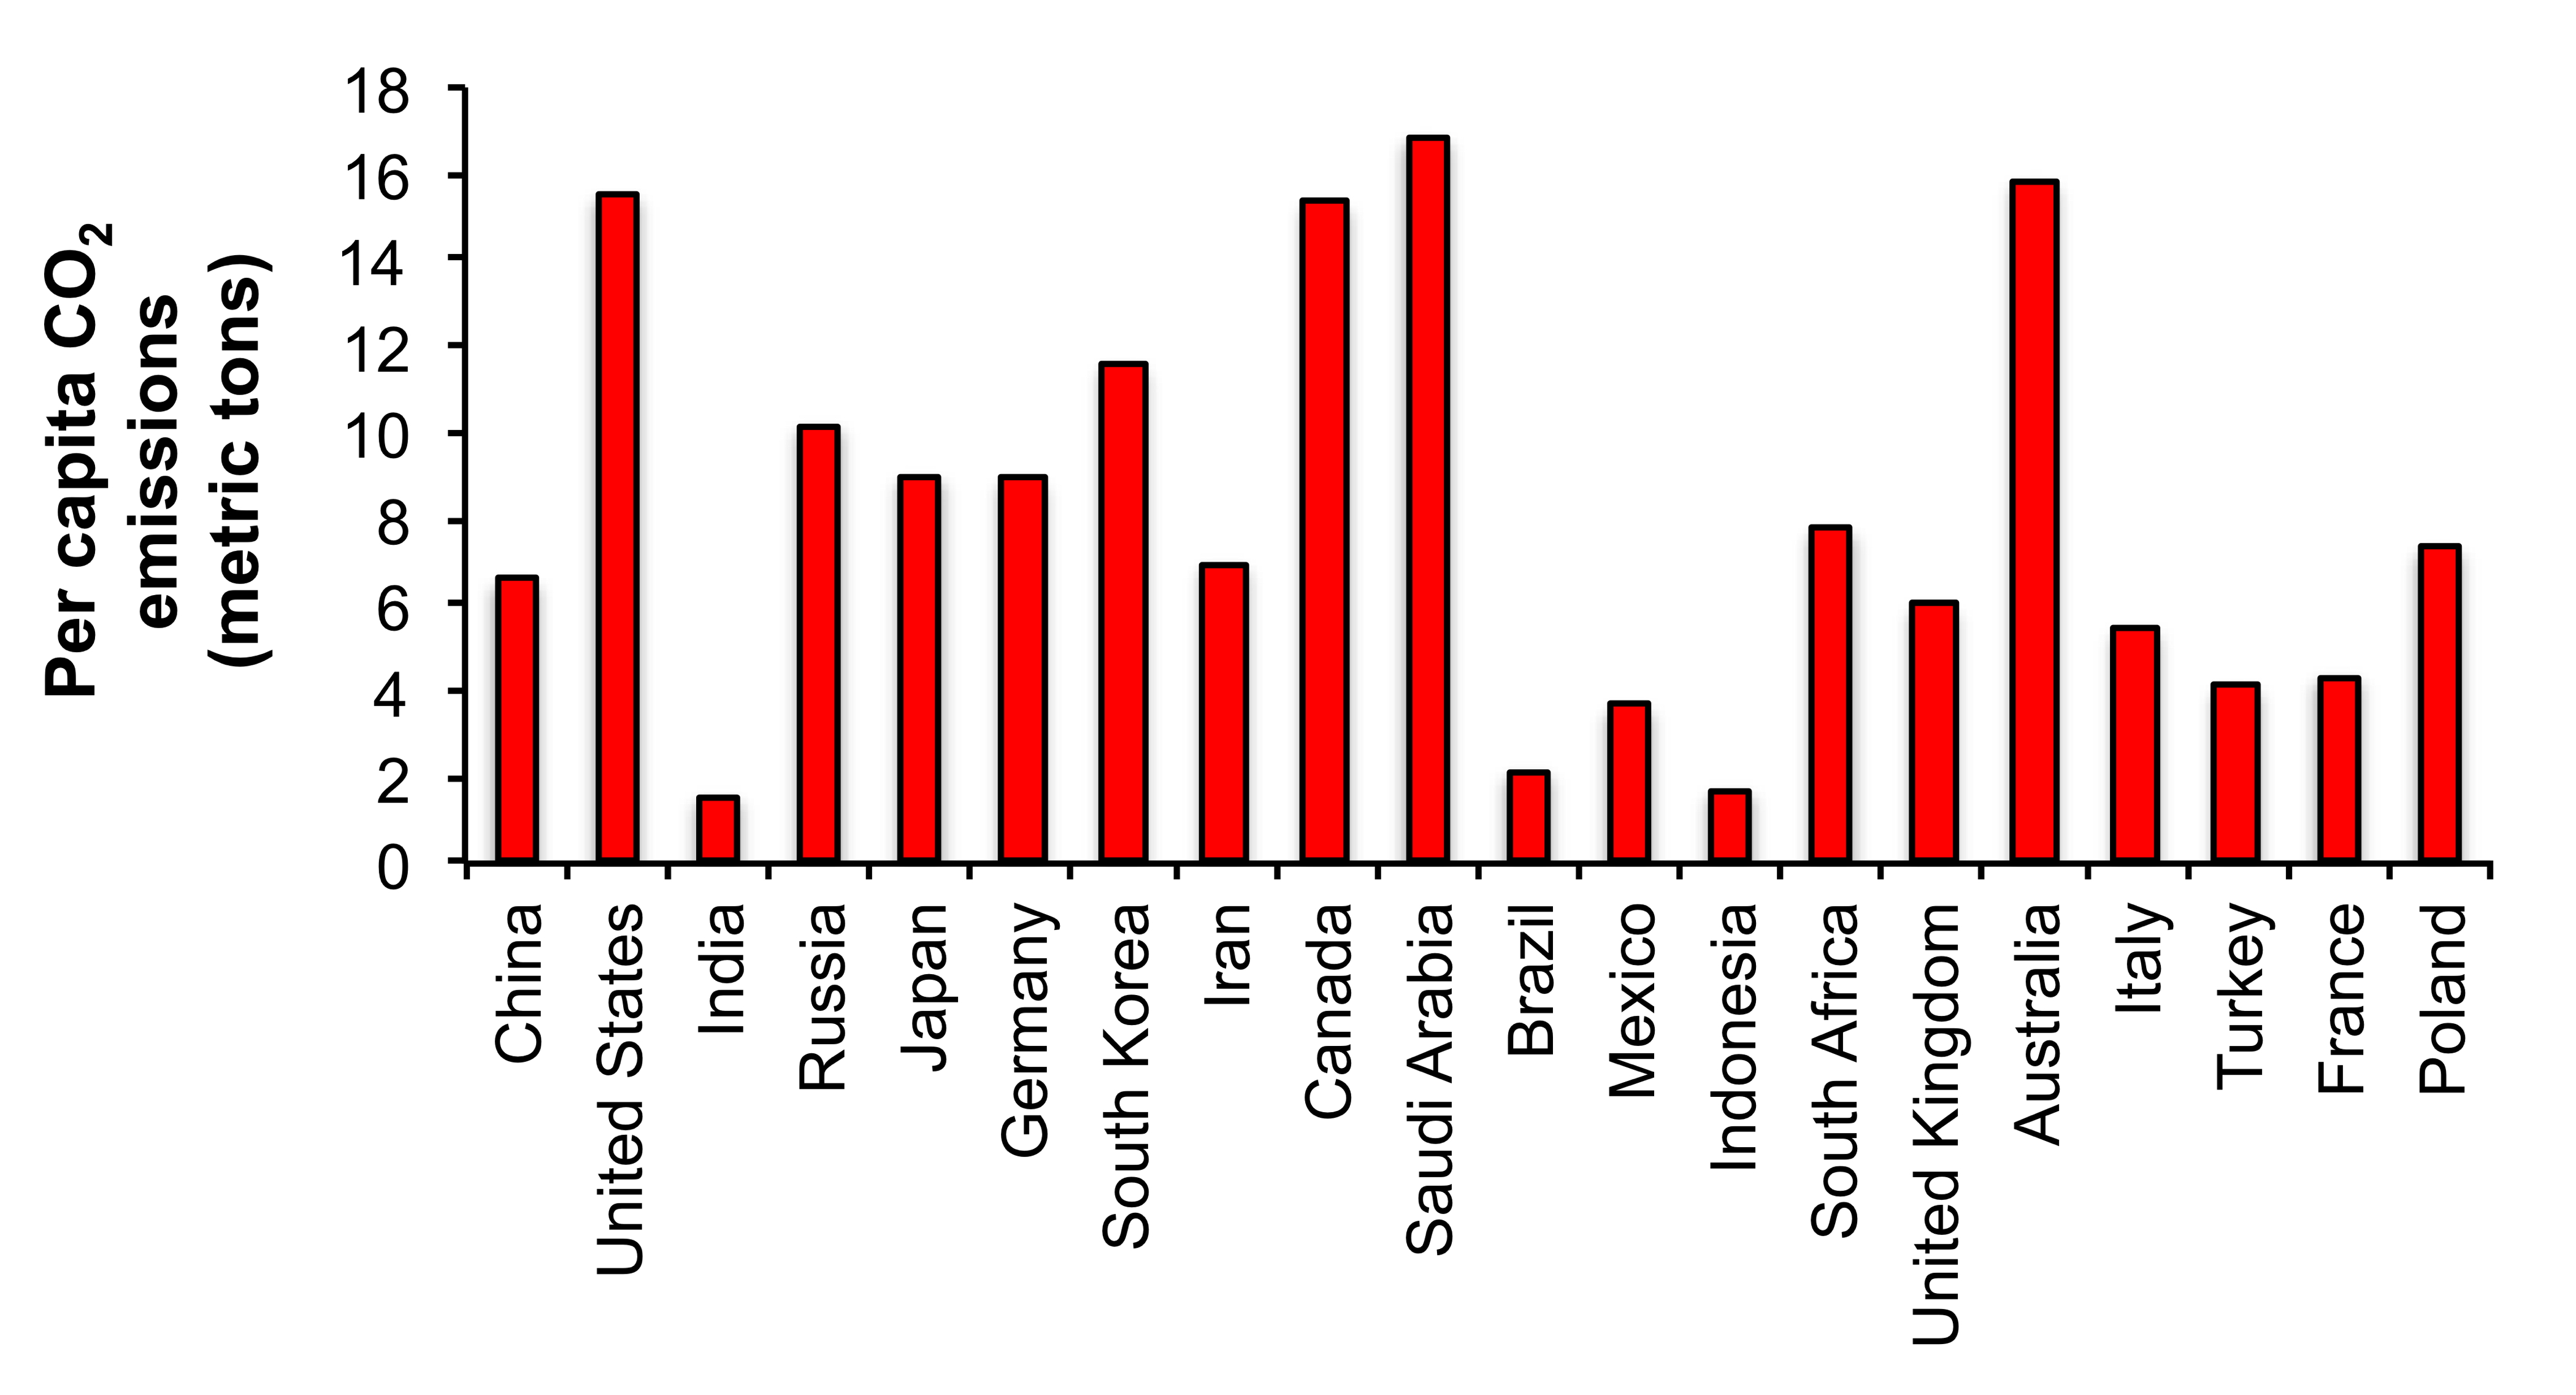 Per capita CO₂
emissions
(metric tons)
18
16
14
12
10
8
6
4
2
0
China
United States
India
Russia
Japan
Germany
South Korea
Iran
Canada
Saudi Arabia
Brazil
Mexico
Indonesia
South Africa
United Kingdom
Australia
Italy
Turkey
France
Poland